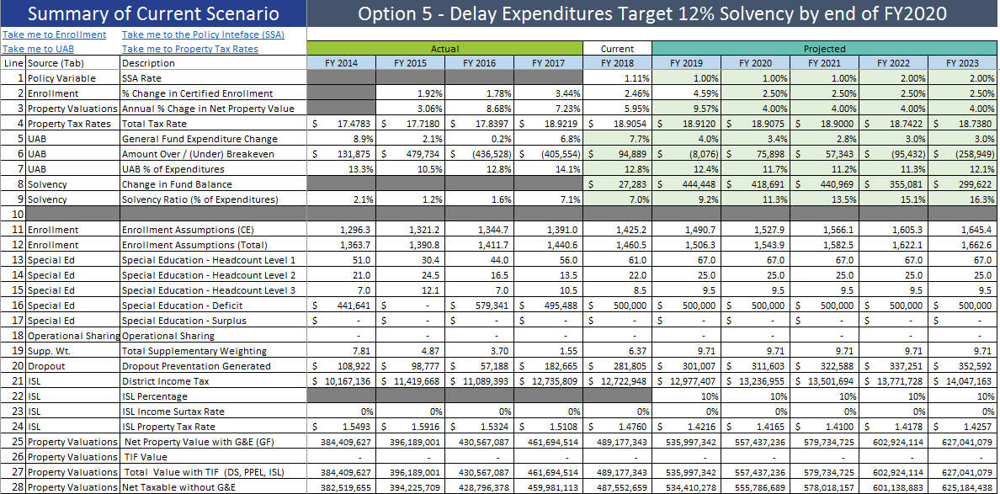 Summary of Current Scenario Option 5 - Delay Expenditures Target 12% Solvency by end of FY2020
Take me to Enrollment Take me to the Policy Inteface (SSA)
Take me to UAB Take me to Property Tax Rates Actual Current Projected
Line Source (Tab) Description FY 2014 FY 2015 FY 2016 FY 2017 FY 2018 FY 2019 FY 2020 FY 2021 FY 2022 FY 2023
1 Policy Variable SSA Rate 1.11% 1.00% 1.00% 1.00% 2.00% 2.00%
2 Enrollment % Change in Certified Enrollment 1.92% 1.78% 3.44% 2.46% 4.59% 2.50% 2.50% 2.50% 2.50%
3 Property Valuations Annual % Chage in Net Property Value 3.06% 8.68% 7.23% 5.95% 9.57% 4.00% 4.00% 4.00% 4.00%
4 Property Tax Rates Total Tax Rate $ 17.4783 $ 17.7180 $ 17.8397 $ 18.9219 $ 18.9054 $ 18.9120 $ 18.9075 $ 18.9000 $ 18.7422 $ 18.7380
5 UAB General Fund Expenditure Change 8.9% 2.1% 0.2% 6.8% 7.7% 4.0% 3.4% 2.8% 3.0% 3.0%
6 UAB Amount Over / (Under) Breakeven $ 131,875 $ 479,734 $ (436,528) $ (405,554) $ 94,889 $ (8,076) $ 75,898 $ 57,343 $ (95,432) $ (258,949)
7 UAB UAB % of Expenditures 13.3% 10.5% 12.8% 14.1% 12.8% 12.4% 11.7% 11.2% 11.3% 12.1%
8 Solvency Change in Fund Balance $ 27,283 $ 444,448 $ 418,691 $ 440,969 $ 355,081 $ 299,622
9 Solvency Solvency Ratio (% of Expenditures) 2.1% 1.2% 1.6% 7.1% 7.0% 9.2% 11.3% 13.5% 15.1% 16.3%
10
11 Enrollment Enrollment Assumptions (CE) 1,296.3 1,321.2 1,344.7 1,391.0 1,425.2 1,490.7 1,527.9 1,566.1 1,605.3 1,645.4
12 Enrollment Enrollment Assumptions (Total) 1,363.7 1,390.8 1,411.7 1,440.6 1,460.5 1,506.3 1,543.9 1,582.5 1,622.1 1,662.6
13 Special Ed Special Education - Headcount Level 1 51.0 30.4 44.0 56.0 61.0 67.0 67.0 67.0 67.0 67.0
14 Special Ed Special Education - Headcount Level 2 21.0 24.5 16.5 13.5 22.0 25.0 25.0 25.0 25.0 25.0
15 Special Ed Special Education - Headcount Level 3 7.0 12.1 7.0 10.5 8.5 9.5 9.5 9.5 9.5 9.5
16 Special Ed Special Education - Deficit $ 441,641 $ - $ 579,341 $ 495,488 $ 500,000 $ 500,000 $ 500,000 $ 500,000 $ 500,000 $ 500,000
17 Special Ed Special Education - Surplus $ - $ - $ - $ - $ - $ - $ - $ - $ - $ -
18 Operational Sharing Operational Sharing - - - - - - - - - -
19 Supp. Wt. Total Supplementary Weighting 7.81 4.87 3.70 1.55 6.37 9.71 9.71 9.71 9.71 9.71
20 Dropout Dropout Preventation Generated $ 108,922 $ 98,777 $ 57,188 $ 182,665 $ 281,805 $ 301,007 $ 311,603 $ 322,588 $ 337,251 $ 352,592
21 ISL District Income Tax $ 10,167,136 $ 11,419,668 $ 11,089,393 $ 12,735,809 $ 12,722,948 $ 12,977,407 $ 13,236,955 $ 13,501,694 $ 13,771,728 $ 14,047,163
22 ISL ISL Percentage 10% 10% 10% 10% 10%
23 ISL ISL Income Surtax Rate 0% 0% 0% 0% 0% 0% 0% 0% 0% 0%
24 ISL ISL Property Tax Rate $ 1.5493 $ 1.5916 $ 1.5324 $ 1.5108 $ 1.4760 $ 1.4216 $ 1.4165 $ 1.4100 $ 1.4178 $ 1.4257
25 Property Valuations Net Property Value with G&E (GF) 384,409,627 396,189,001 430,567,087 461,694,514 489,177,343 535,997,342 557,437,236 579,734,725 602,924,114 627,041,079
26 Property Valuations TIF Value - - - - - - - - - -
27 Property Valuations Total Value with TIF (DS, PPEL, ISL) 384,409,627 396,189,001 430,567,087 461,694,514 489,177,343 535,997,342 557,437,236 579,734,725 602,924,114 627,041,079
28 Property Valuations Net Taxable without G&E 382,519,655 394,225,709 428,796,378 459,981,113 487,552,659 534,410,278 555,786,689 578,018,157 601,138,883 625,184,438